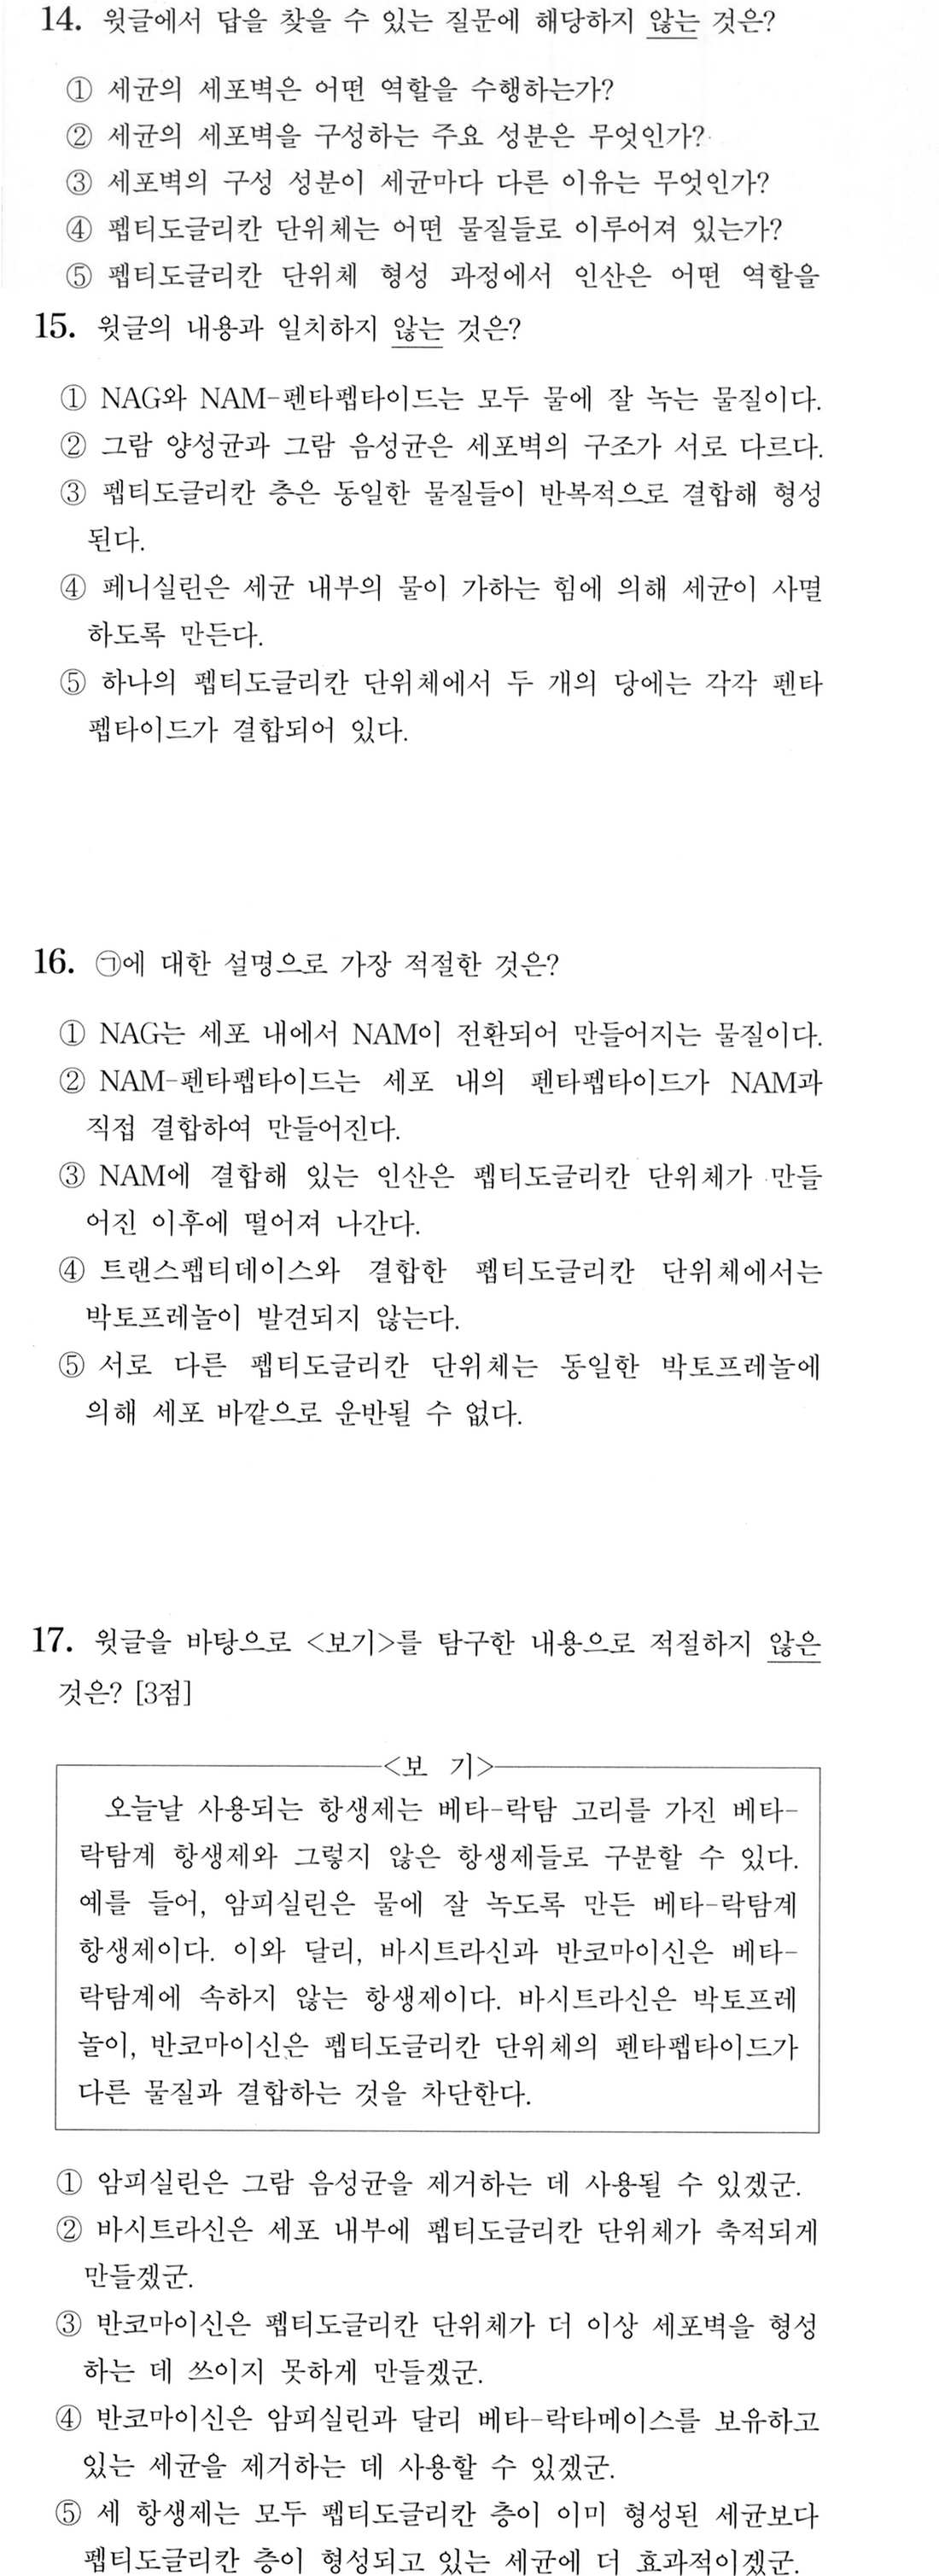 14. 윗글에서 답을 찾을 수 있는 질문에 해당하지 않는 것은?
① 세균의 세포벽은 어떤 역할을 수행하는가?
② 세균의 세포벽을 구성하는 주요 성분은 무엇인가?
③ 세포벽의 구성 성분이 세균마다 다른 이유는 무엇인가?
④ 펩티도글리칸 단위체는 어떤 물질들로 이루어져 있는가?
⑤ 펩티도글리칸 단위체 형성 과정에서 인산은 어떤 역할을
15. 윗글의 내용과 일치하지 않는 것은?
① NAG와 NAM-펜타펩타이드는 모두 물에 잘 녹는 물질이다.
② 그람 양성균과 그람 음성균은 세포벽의 구조가 서로 다르다.
③ 펩티도글리칸 층은 동일한 물질들이 반복적으로 결합해 형성
된다.
④ 페니실린은 세균 내부의 물이 가하는 힘에 의해 세균이 사멸
하도록 만든다.
⑤ 하나의 펩티도글리칸 단위체에서 두 개의 당에는 각각 펜타
펩타이드가 결합되어 있다.
16. ㉠에 대한 설명으로 가장 적절한 것은?
① NAG는 세포 내에서 NAM이 전환되어 만들어지는 물질이다.
② NAM-펜타펩타이드는 세포 내의 펜타펩타이드가 NAM과
직접 결합하여 만들어진다.
③ NAM에 결합해 있는 인산은 펩티도글리칸 단위체가 만들
어진 이후에 떨어져 나간다.
④ 트랜스펩티데이스와 결합한 펩티도글리칸 단위체에서는
박토프레놀이 발견되지 않는다.
⑤ 서로 다른 펩티도글리칸 단위체는 동일한 박토프레놀에
의해 세포 바깥으로 운반될 수 없다.
17. 윗글을 바탕으로 <보기>를 탐구한 내용으로 적절하지 않은
것은? [3점]
<보 기>
오늘날 사용되는 항생제는 베타-락탐 고리를 가진 베타-
락탐계 항생제와 그렇지 않은 항생제들로 구분할 수 있다.
예를 들어, 암피실린은 물에 잘 녹도록 만든 베타-락탐계
항생제이다. 이와 달리, 바시트라신과 반코마이신은 베타-
락탐계에 속하지 않는 항생제이다. 바시트라신은 박토프레
놀이, 반코마이신은 펩티도글리칸 단위체의 펜타펩타이드가
다른 물질과 결합하는 것을 차단한다.
① 암피실린은 그람 음성균을 제거하는 데 사용될 수 있겠군.
② 바시트라신은 세포 내부에 펩티도글리칸 단위체가 축적되게
만들겠군.
③ 반코마이신은 펩티도글리칸 단위체가 더 이상 세포벽을 형성
하는 데 쓰이지 못하게 만들겠군.
④ 반코마이신은 암피실린과 달리 베타-락타메이스를 보유하고
있는 세균을 제거하는 데 사용할 수 있겠군.
⑤ 세 항생제는 모두 펩티도글리칸 층이 이미 형성된 세균보다
펩티도글리칸 층이 형성되고 있는 세균에 더 효과적이겠군.